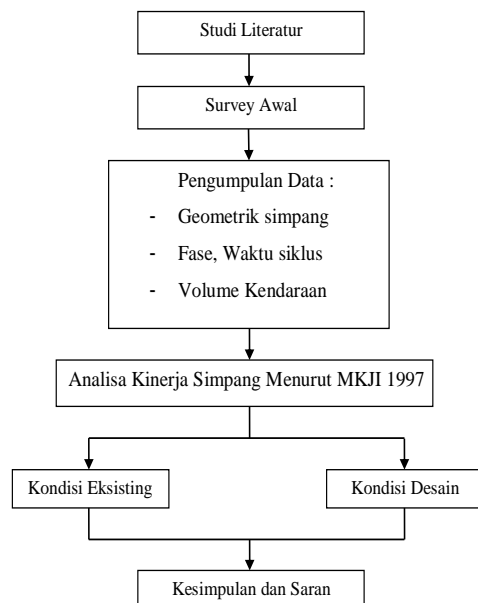 Studi Literatur
Survey Awal
Pengumpulan Data :
- Geometrik simpang
- Fase, Waktu siklus
- Volume Kendaraan
Analisa Kinerja Simpang Menurut MKJI 1997
Kondisi Eksisting
Kondisi Desain
Kesimpulan dan Saran